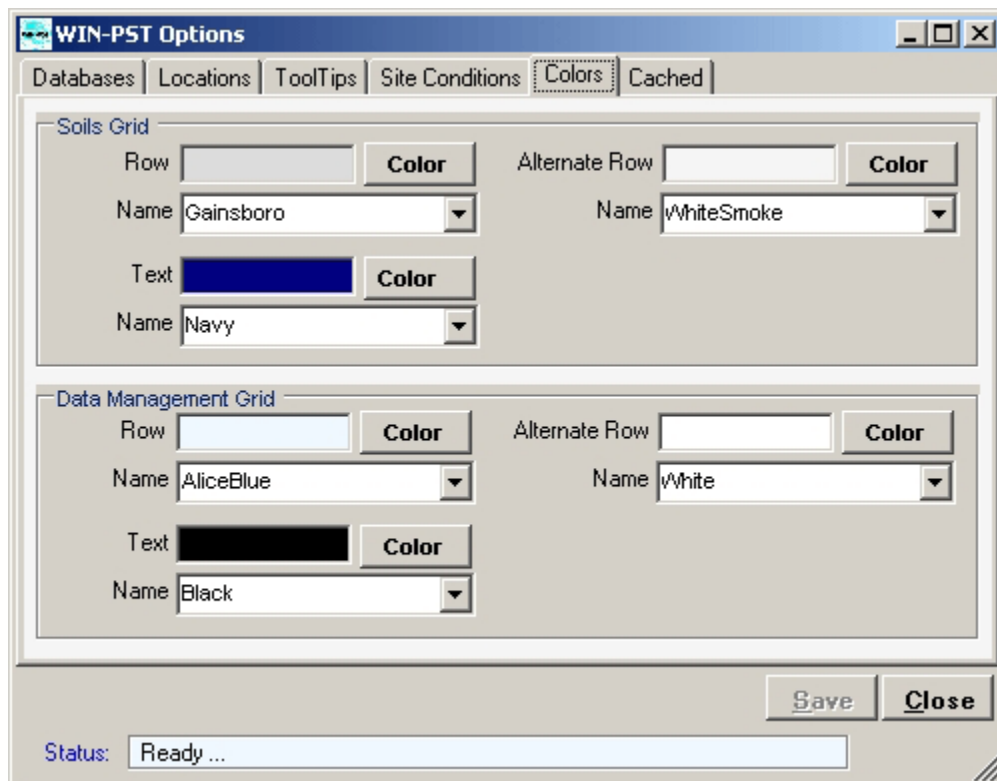 WIN-PST Options
Databases Locations ToolTips Site Conditions Colors Cached
Soils Grid
Row Color Alternate Row Color
Name Gainsboro Name WhiteSmoke
Text Color
Name Navy
Data Management Grid
Row Color Alternate Row Color
Name AliceBlue Name White
Text Color
Name Black
Save Close
Status: Ready ...